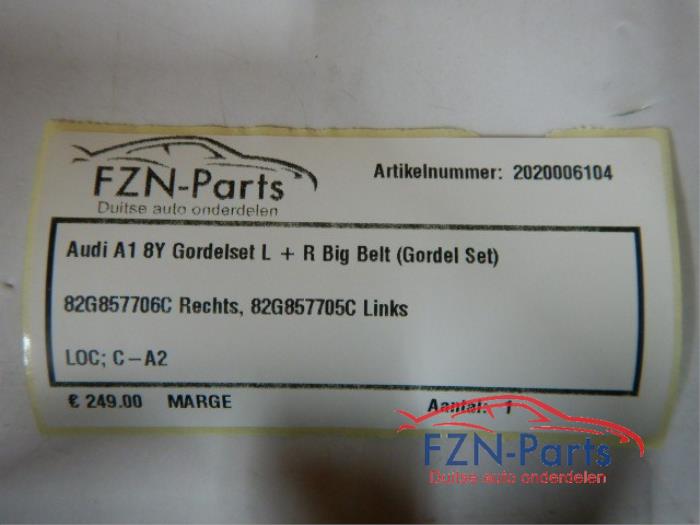 FZN-Parts
Duitse auto onderdelen
Artikelnummer: 2020006104
Audi A1 8Y Gordelset L + R Big Belt (Gordel Set)
82G857706C Rechts, 82G857705C Links
LOC; C-A2
€ 249.00 MARGE Aantal: 1
FZN-Parts
Duitse auto onderdelen